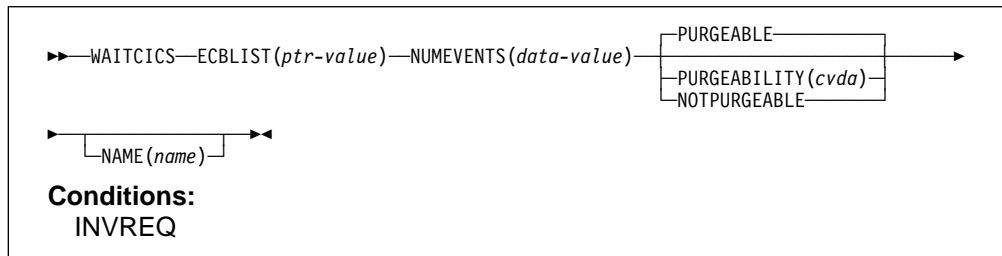 PURGEABLE
WAITCICS ECBLIST(ptr-value) NUMEVENTS(data-value)
PURGEABILITY(cvda)
NOTPURGEABLE
NAME(name)
Conditions:
INVREQ